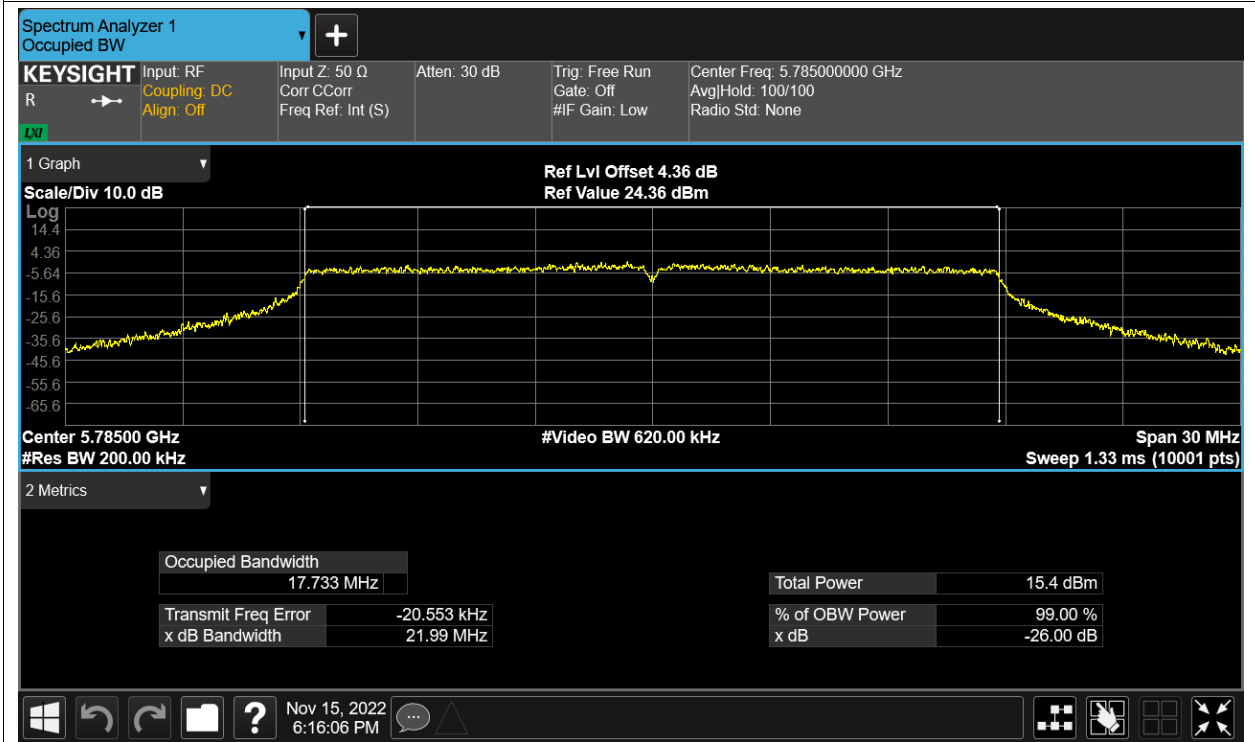 Spectrum Analyzer 1
Occupied BW
KEYSIGHT
R
LXI
Input: RF
Coupling: DC
Align: Off
Input Z: 50 Ω
Corr CCorr
Freq Ref: Int (S)
Atten: 30 dB
Trig: Free Run
Gate: Off
#IF Gain: Low
Center Freq: 5.785000000 GHz
Avg|Hold: 100/100
Radio Std: None
1 Graph
Scale/Div 10.0 dB
Ref Lvl Offset 4.36 dB
Ref Value 24.36 dBm
Log
14.4
4.36
-5.64
-15.6
-25.6
-35.6
-45.6
-55.6
-65.6
Center 5.78500 GHz
#Res BW 200.00 kHz
#Video BW 620.00 kHz
Span 30 MHz
Sweep 1.33 ms (10001 pts)
2 Metrics
Occupied Bandwidth
17.733 MHz
Transmit Freq Error -20.553 kHz
x dB Bandwidth 21.99 MHz
Total Power 15.4 dBm
% of OBW Power 99.00 %
x dB -26.00 dB
?
Nov 15, 2022
6:16:06 PM